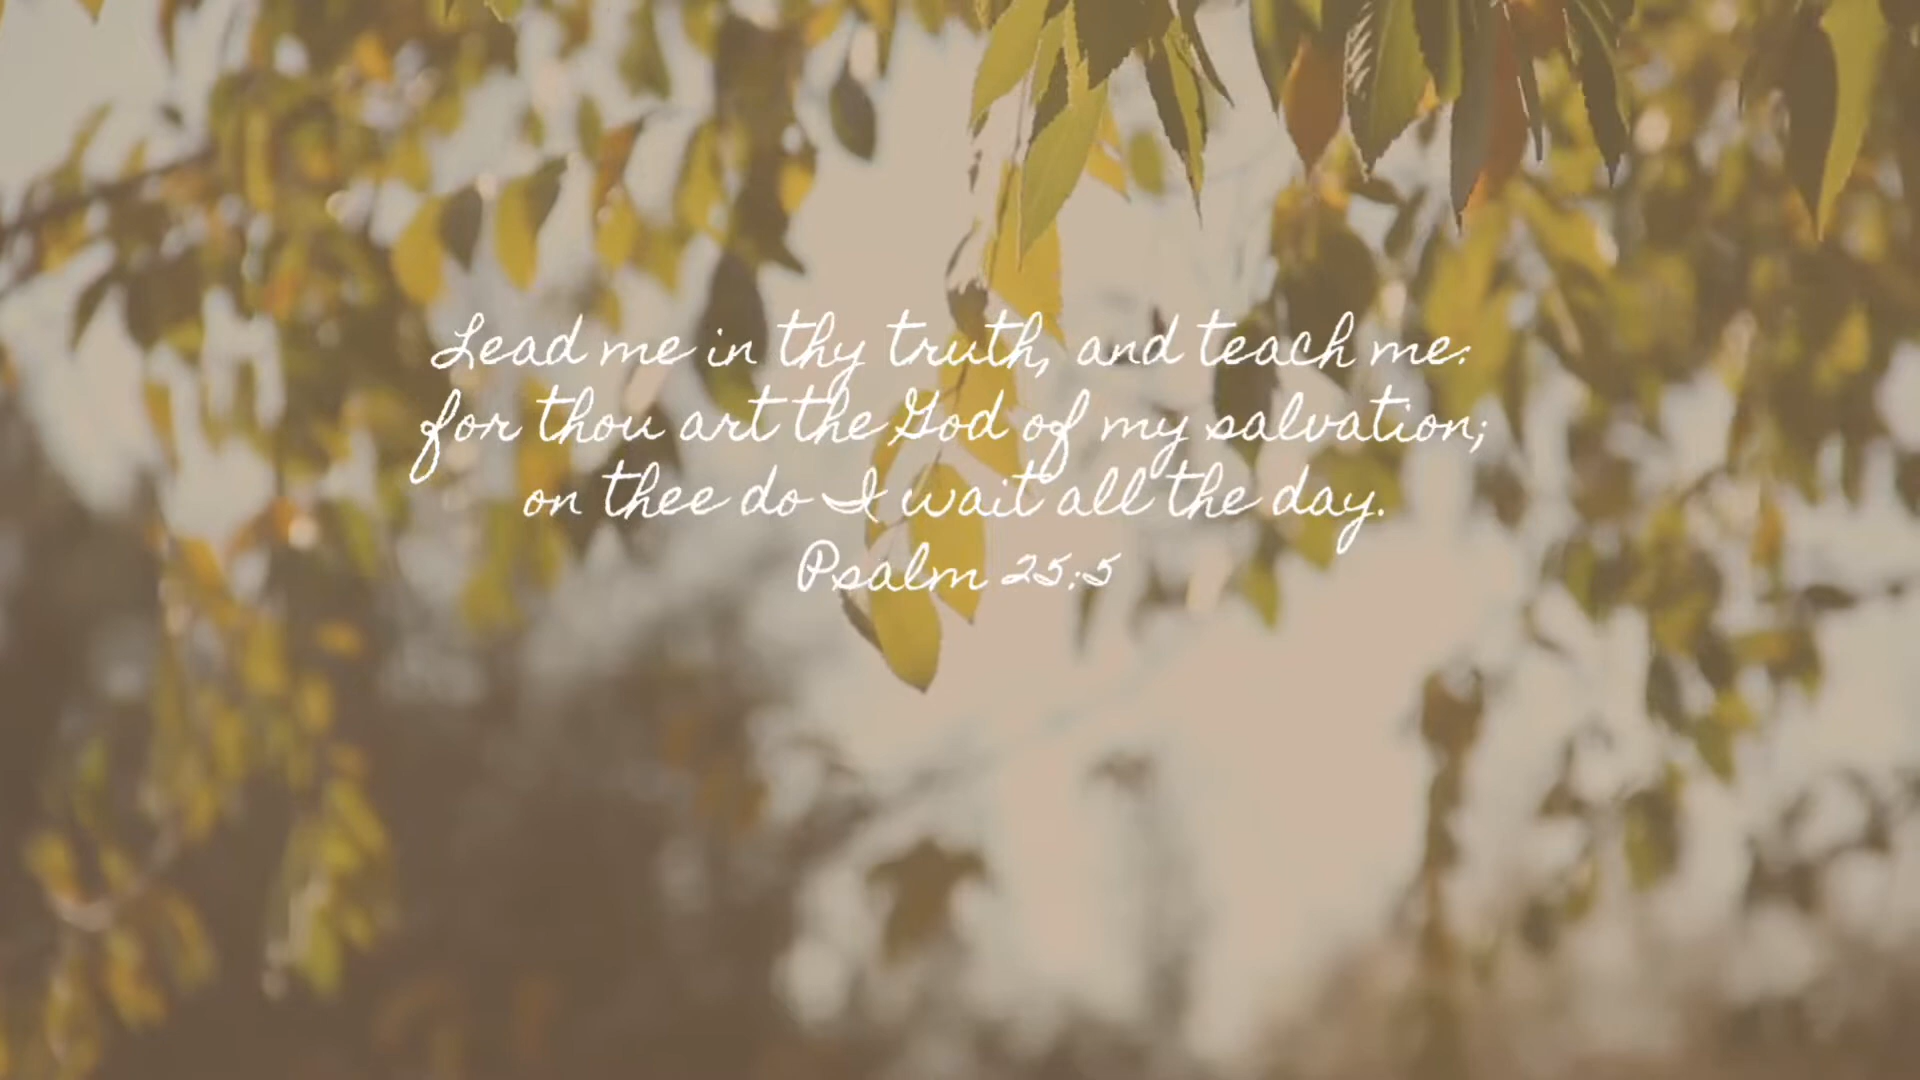 Lead me in thy truth, and teach me:
for thou art the God of my salvation;
on thee do I wait all the day.
Psalm 25:5